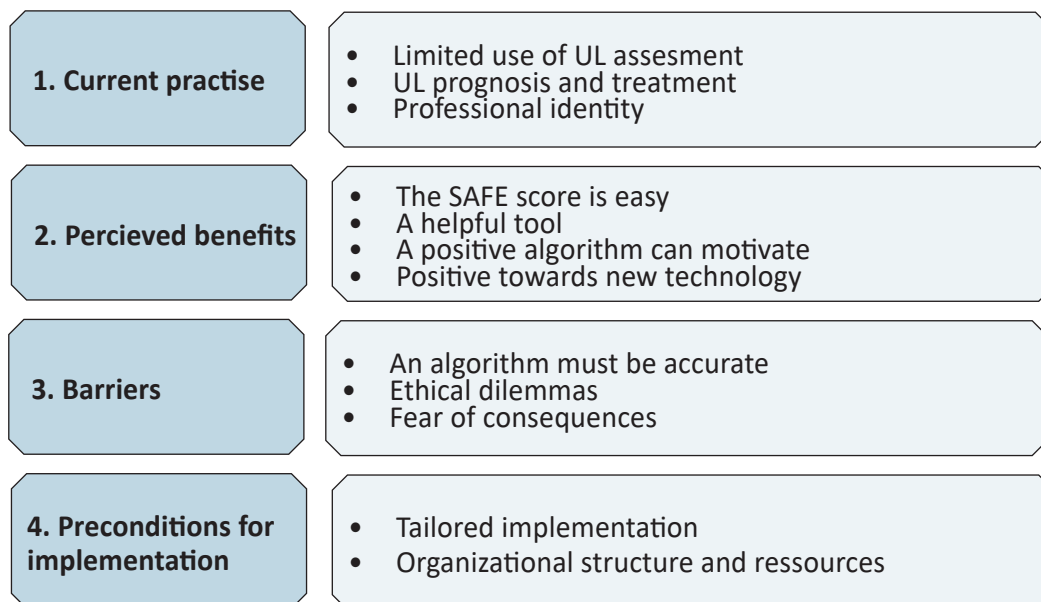 1. Current practise
• Limited use of UL assesment
• UL prognosis and treatment
• Professional identity
2. Percieved benefits
• The SAFE score is easy
• A helpful tool
• A positive algorithm can motivate
• Positive towards new technology
3. Barriers
• An algorithm must be accurate
• Ethical dilemmas
• Fear of consequences
4. Preconditions for
implementation
• Tailored implementation
• Organizational structure and ressources